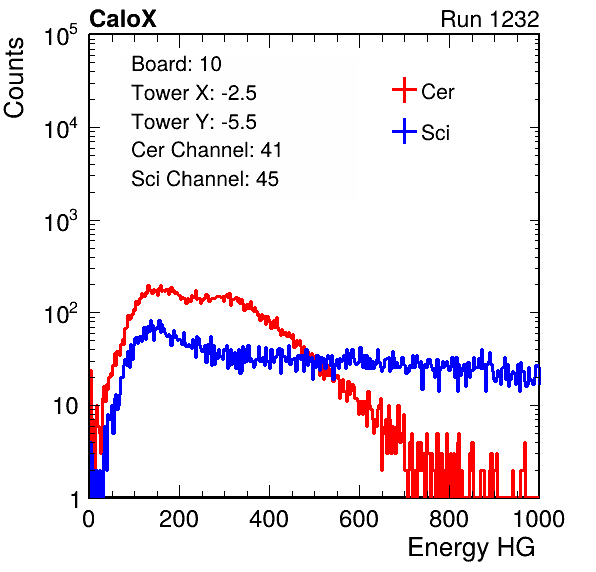 CaloX Run 1232
Counts
Board: 10
Tower X: -2.5
Tower Y: -5.5
Cer Channel: 41
Sci Channel: 45
Cer
Sci
10^5
10^4
10^3
10^2
10
1
0 200 400 600 800 1000
Energy HG